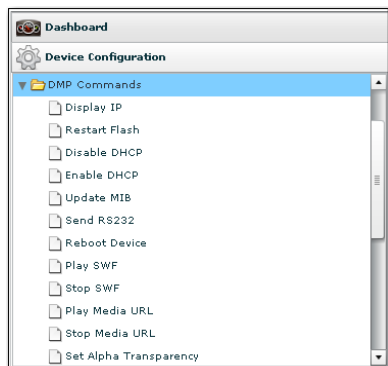 Dashboard
Device Configuration
DMP Commands
Display IP
Restart Flash
Disable DHCP
Enable DHCP
Update MIB
Send RS232
Reboot Device
Play SWF
Stop SWF
Play Media URL
Stop Media URL
Set Alpha Transparency